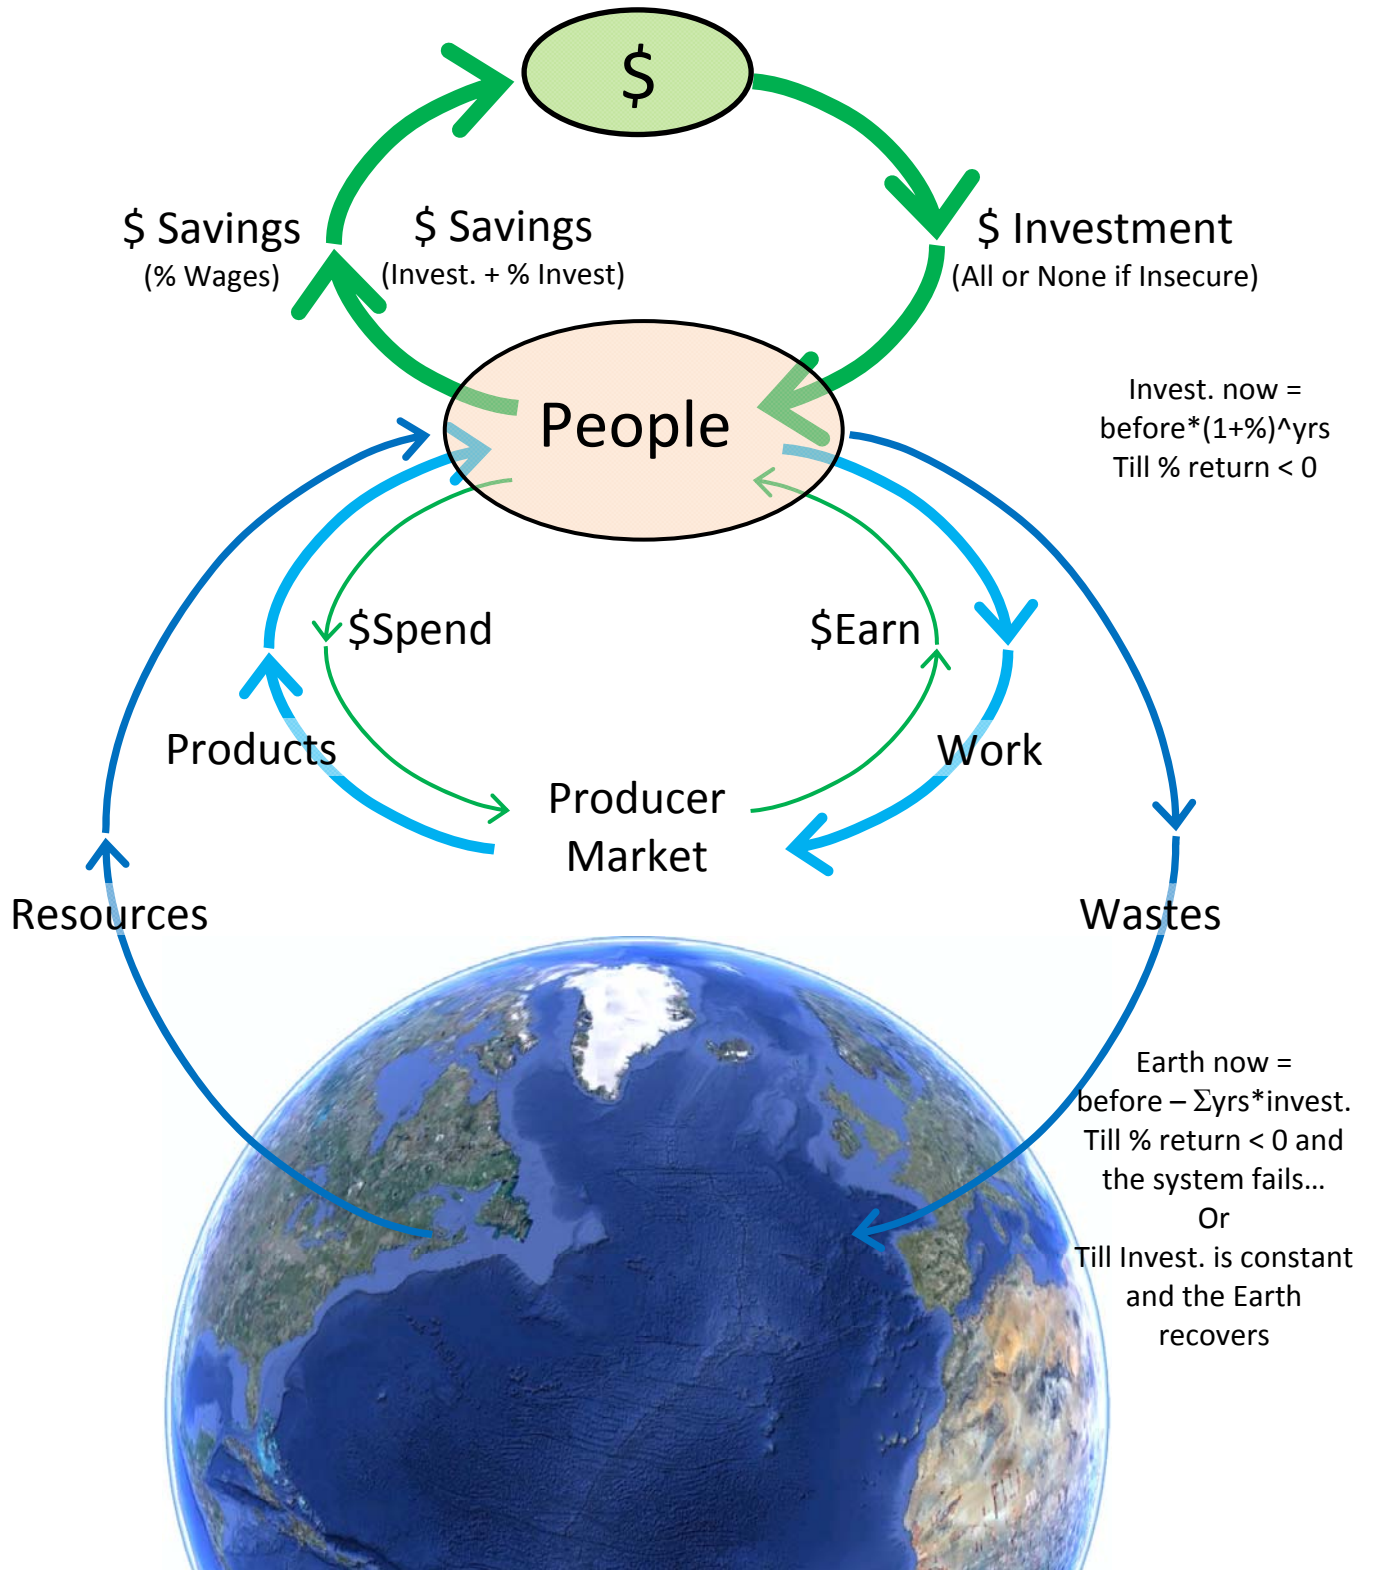 $
$ Savings
(% Wages)
$ Savings
(Invest. + % Invest)
$ Investment
(All or None if Insecure)
People
Invest. now =
before*(1+%)^yrs
Till % return < 0
$Spend
$Earn
Products
Work
Producer
Market
Resources
Wastes
Earth now =
before – Σyrs*invest.
Till % return < 0 and
the system fails…
Or
Till Invest. is constant
and the Earth
recovers